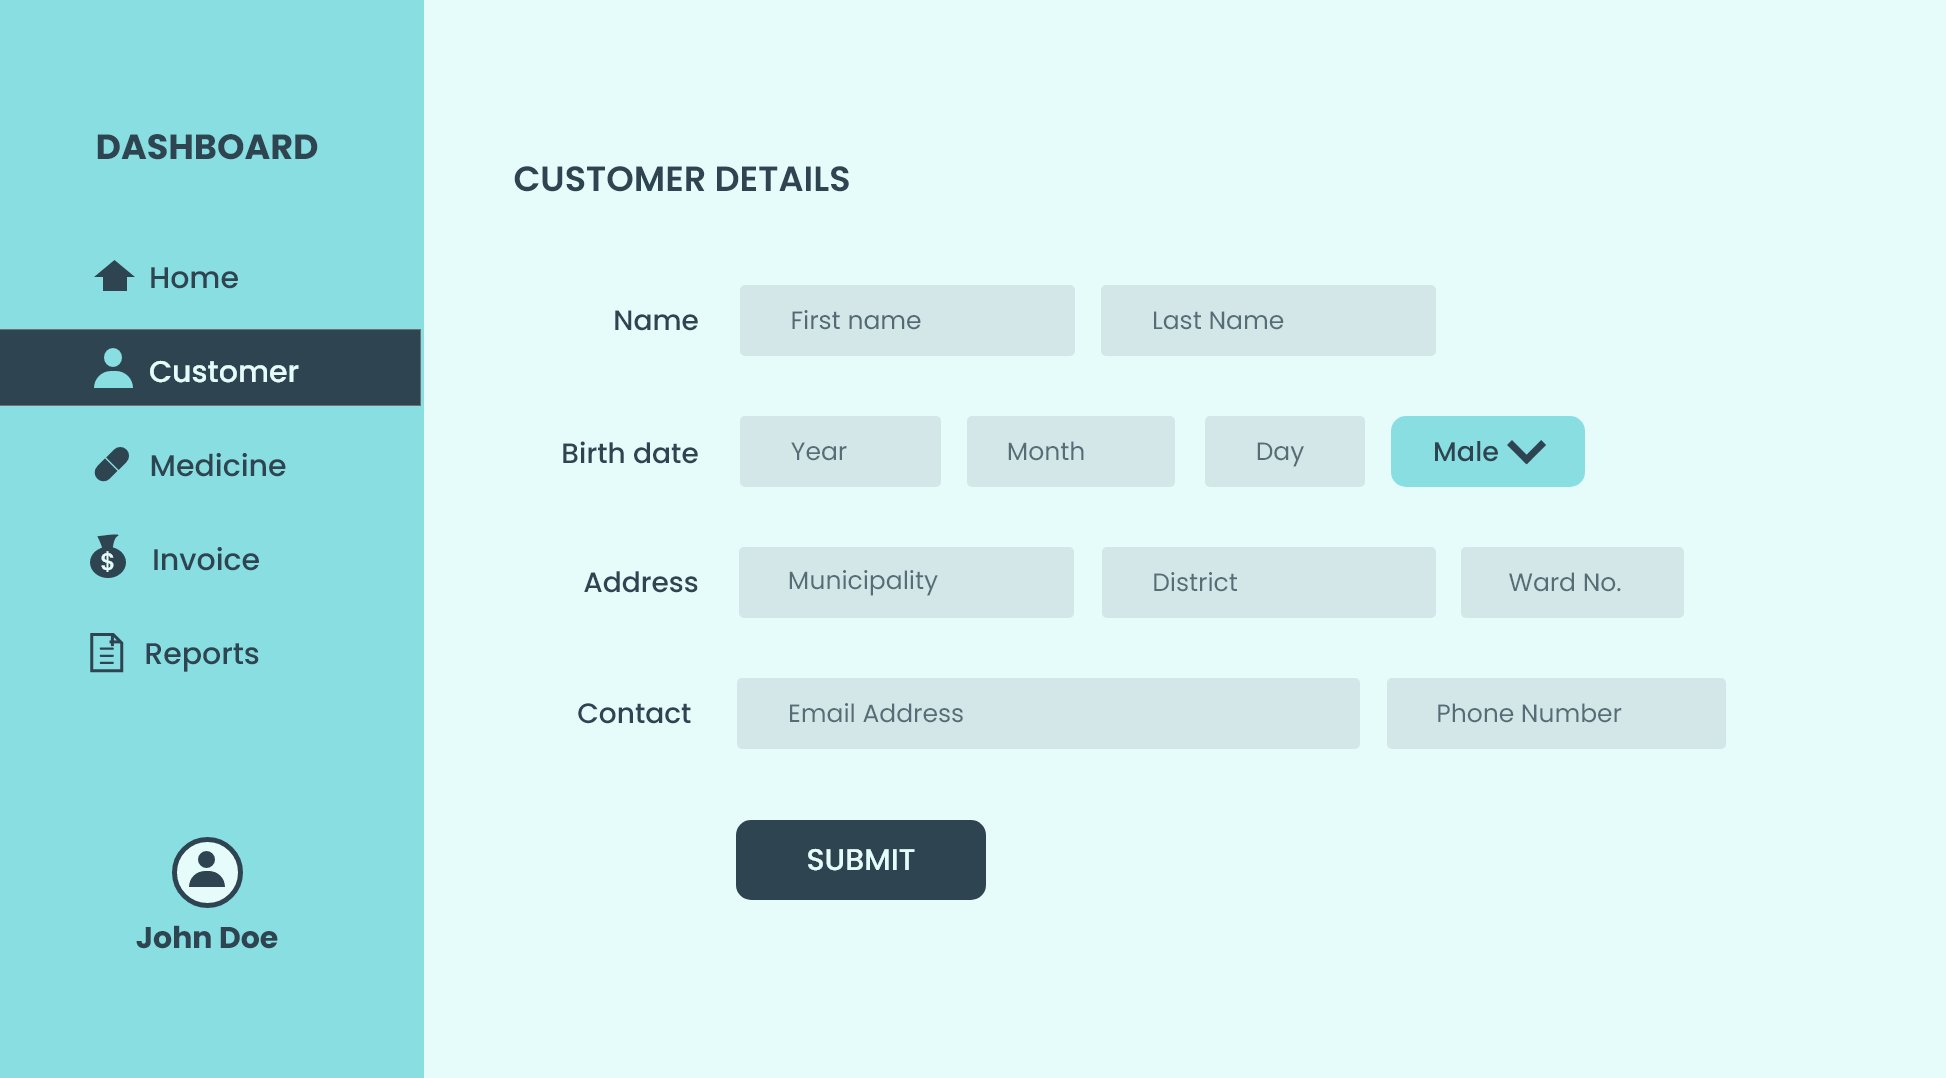 DASHBOARD
Home
Customer
Medicine
$ Invoice
Reports
John Doe
CUSTOMER DETAILS
Name First name Last Name
Birth date Year Month Day Male
Address Municipality District Ward No.
Contact Email Address Phone Number
SUBMIT